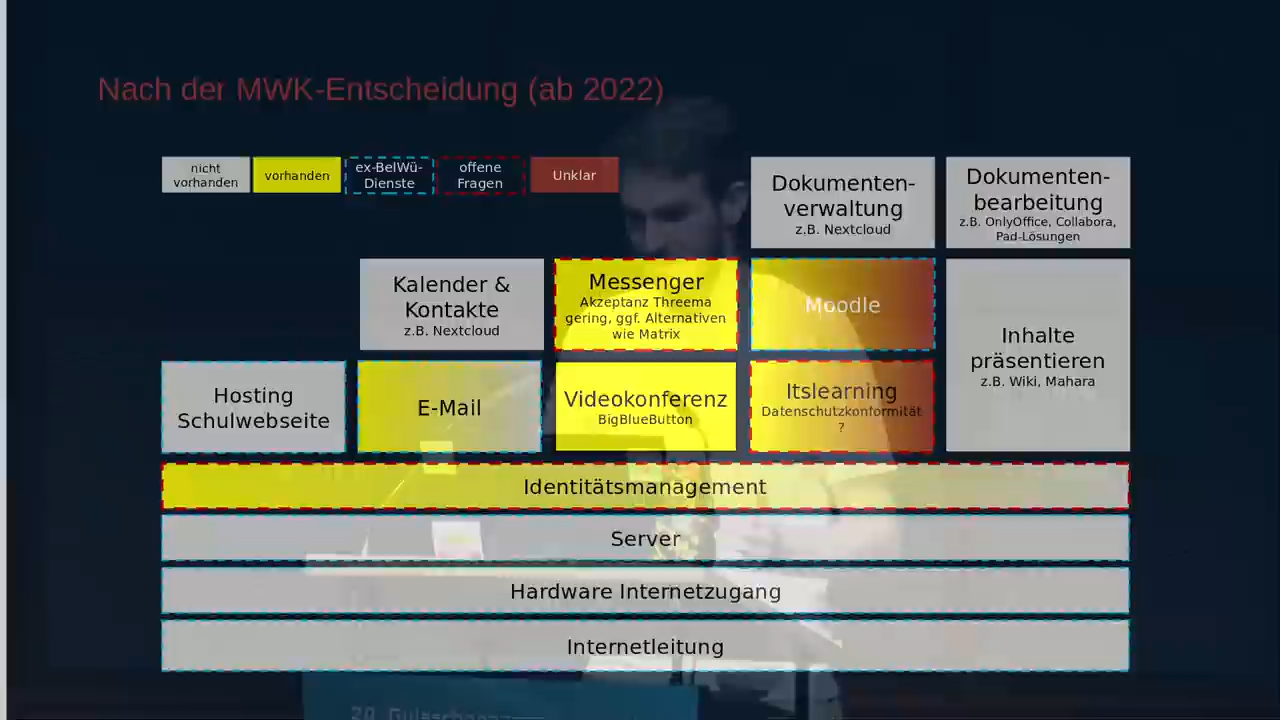 Nach der MWK-Entscheidung (ab 2022)
nicht
vorhanden
vorhanden
ex-BelWü-
Dienste
offene
Fragen
Unklar
Dokumenten-
verwaltung
z.B. Nextcloud
Dokumenten-
bearbeitung
z.B. OnlyOffice, Collabora,
Pad-Lösungen
Kalender &
Kontakte
z.B. Nextcloud
Messenger
Akzeptanz Threema
gering, ggf. Alternativen
wie Matrix
Moodle
Inhalte
präsentieren
z.B. Wiki, Mahara
Hosting
Schulwebseite
E-Mail
Videokonferenz
BigBlueButton
Itslearning
Datenschutzkonformität
?
Identitätsmanagement
Server
Hardware Internetzugang
Internetleitung
20. Gulaschprog